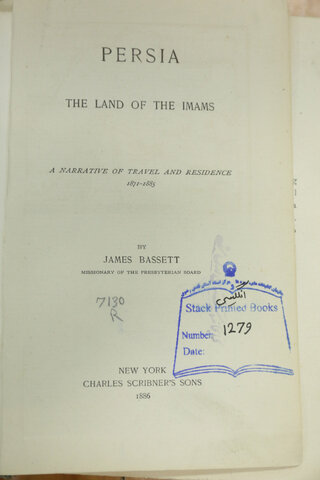 PERSIA
THE LAND OF THE IMAMS
A NARRATIVE OF TRAVEL AND RESIDENCE
1871-1885
BY
JAMES BASSETT
MISSIONARY OF THE PRESBYTERIAN BOARD
7130
R
انگلیسی
Stack Printed Books
Number: 1279
Date:
NEW YORK
CHARLES SCRIBNER'S SONS
1886